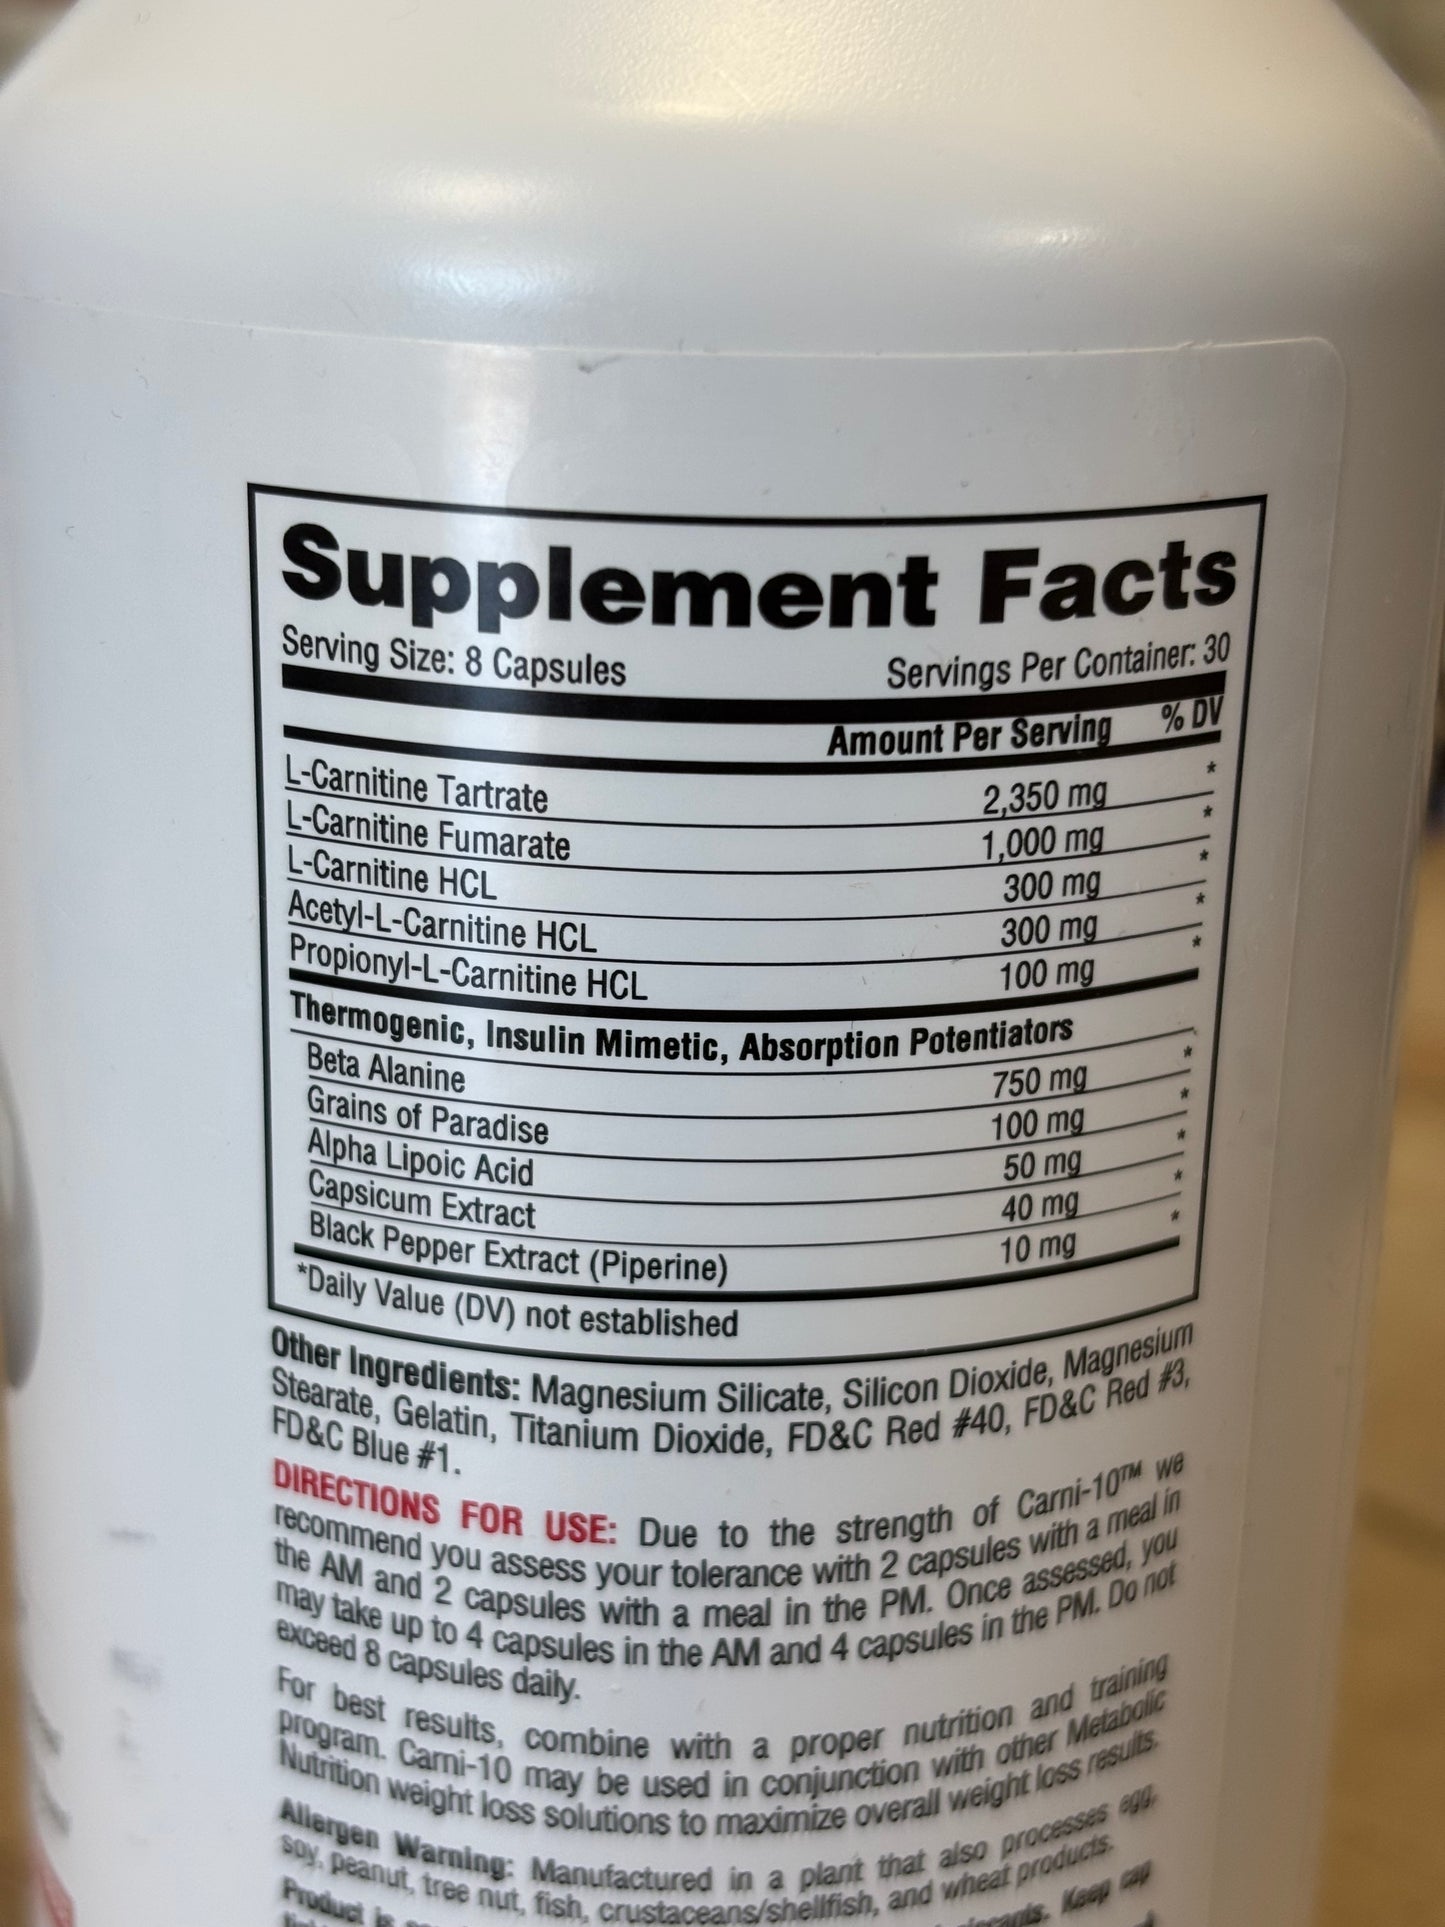 Supplement Facts
Serving Size: 8 Capsules Servings Per Container: 30
Amount Per Serving % DV
L-Carnitine Tartrate 2,350 mg *
L-Carnitine Fumarate 1,000 mg *
L-Carnitine HCL 300 mg *
Acetyl-L-Carnitine HCL 300 mg *
Propionyl-L-Carnitine HCL 100 mg *
Thermogenic, Insulin Mimetic, Absorption Potentiators
Beta Alanine 750 mg *
Grains of Paradise 100 mg *
Alpha Lipoic Acid 50 mg *
Capsicum Extract 40 mg *
Black Pepper Extract (Piperine) 10 mg *
*Daily Value (DV) not established
Other Ingredients: Magnesium Silicate, Silicon Dioxide, Magnesium
Stearate, Gelatin, Titanium Dioxide, FD&C Red #40, FD&C Red #3,
FD&C Blue #1.
DIRECTIONS FOR USE: Due to the strength of Carni-10™ we
recommend you assess your tolerance with 2 capsules with a meal in
the AM and 2 capsules with a meal in the PM. Once assessed, you
may take up to 4 capsules in the AM and 4 capsules in the PM. Do not
exceed 8 capsules daily.
For best results, combine with a proper nutrition and training
program. Carni-10 may be used in conjunction with other Metabolic
Nutrition weight loss solutions to maximize overall weight loss results.
Allergen Warning: Manufactured in a plant that also processes egg,
soy, peanut, tree nut, fish, crustaceans/shellfish, and wheat products.
Product is Keep cap